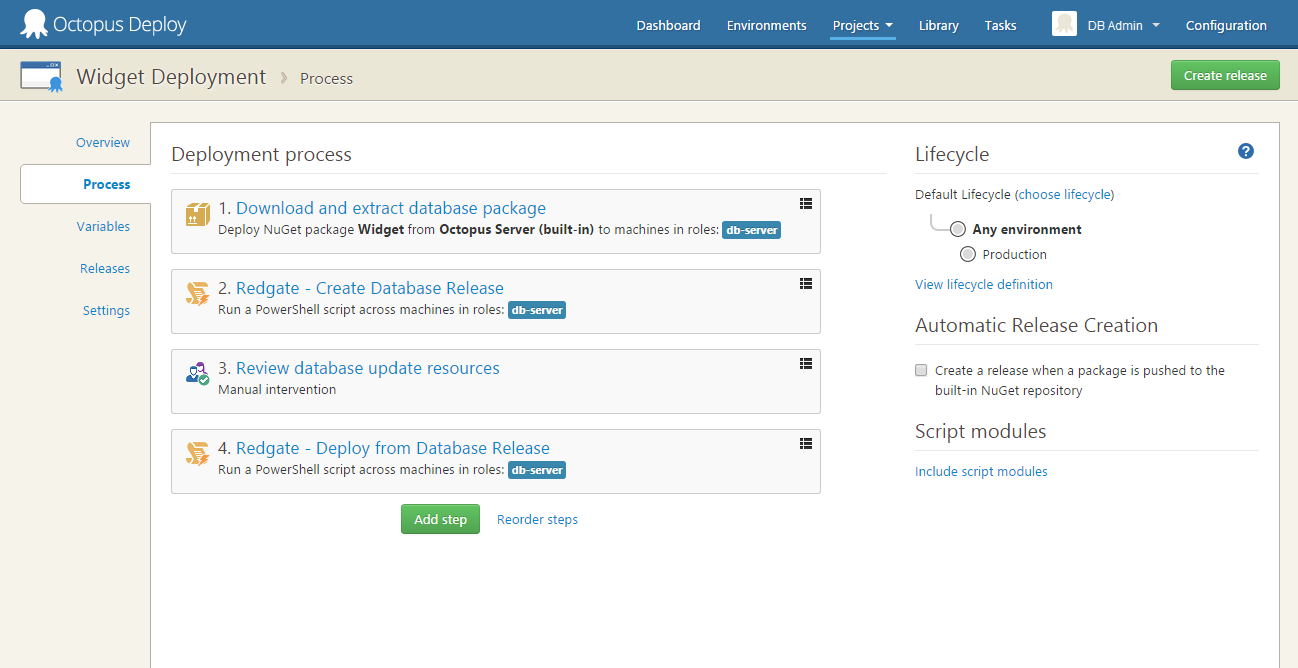 Octopus Deploy
Dashboard
Environments
Projects
Library
Tasks
DB Admin
Configuration
Widget Deployment
Process
Create release
Overview
Process
Variables
Releases
Settings
Deployment process
1. Download and extract database package
Deploy NuGet package Widget from Octopus Server (built-in) to machines in roles: db-server
2. Redgate - Create Database Release
Run a PowerShell script across machines in roles: db-server
3. Review database update resources
Manual intervention
4. Redgate - Deploy from Database Release
Run a PowerShell script across machines in roles: db-server
Add step
Reorder steps
Lifecycle
?
Default Lifecycle (choose lifecycle)
Any environment
Production
View lifecycle definition
Automatic Release Creation
Create a release when a package is pushed to the
built-in NuGet repository
Script modules
Include script modules